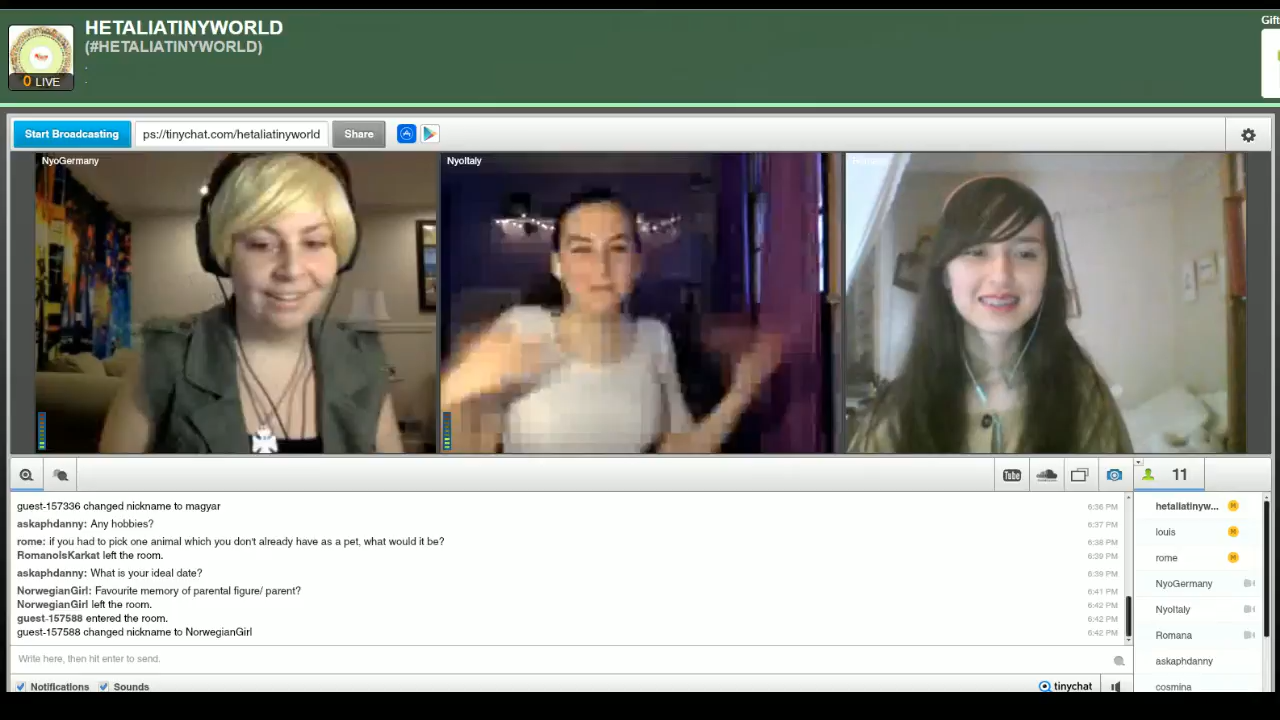 HETALIATINYWORLD
(#HETALIATINYWORLD)
0 LIVE
Gift
Start Broadcasting
ps://tinychat.com/hetaliatinyworld
Share
NyoGermany
NyoItaly
You Tube
11
guest-157336 changed nickname to magyar 6:36 PM
askaphdanny: Any hobbies? 6:37 PM
rome: if you had to pick one animal which you don't already have as a pet, what would it be? 6:38 PM
RomanoIsKarkat left the room. 6:39 PM
askaphdanny: What is your ideal date? 6:39 PM
NorwegianGirl: Favourite memory of parental figure/ parent? 6:41 PM
NorwegianGirl left the room. 6:42 PM
guest-157588 entered the room. 6:42 PM
guest-157588 changed nickname to NorwegianGirl 6:42 PM
hetaliatinyw... M
louis M
rome M
NyoGermany
NyoItaly
Romana
askaphdanny
cosmina
Write here, then hit enter to send.
Notifications
Sounds
tinychat